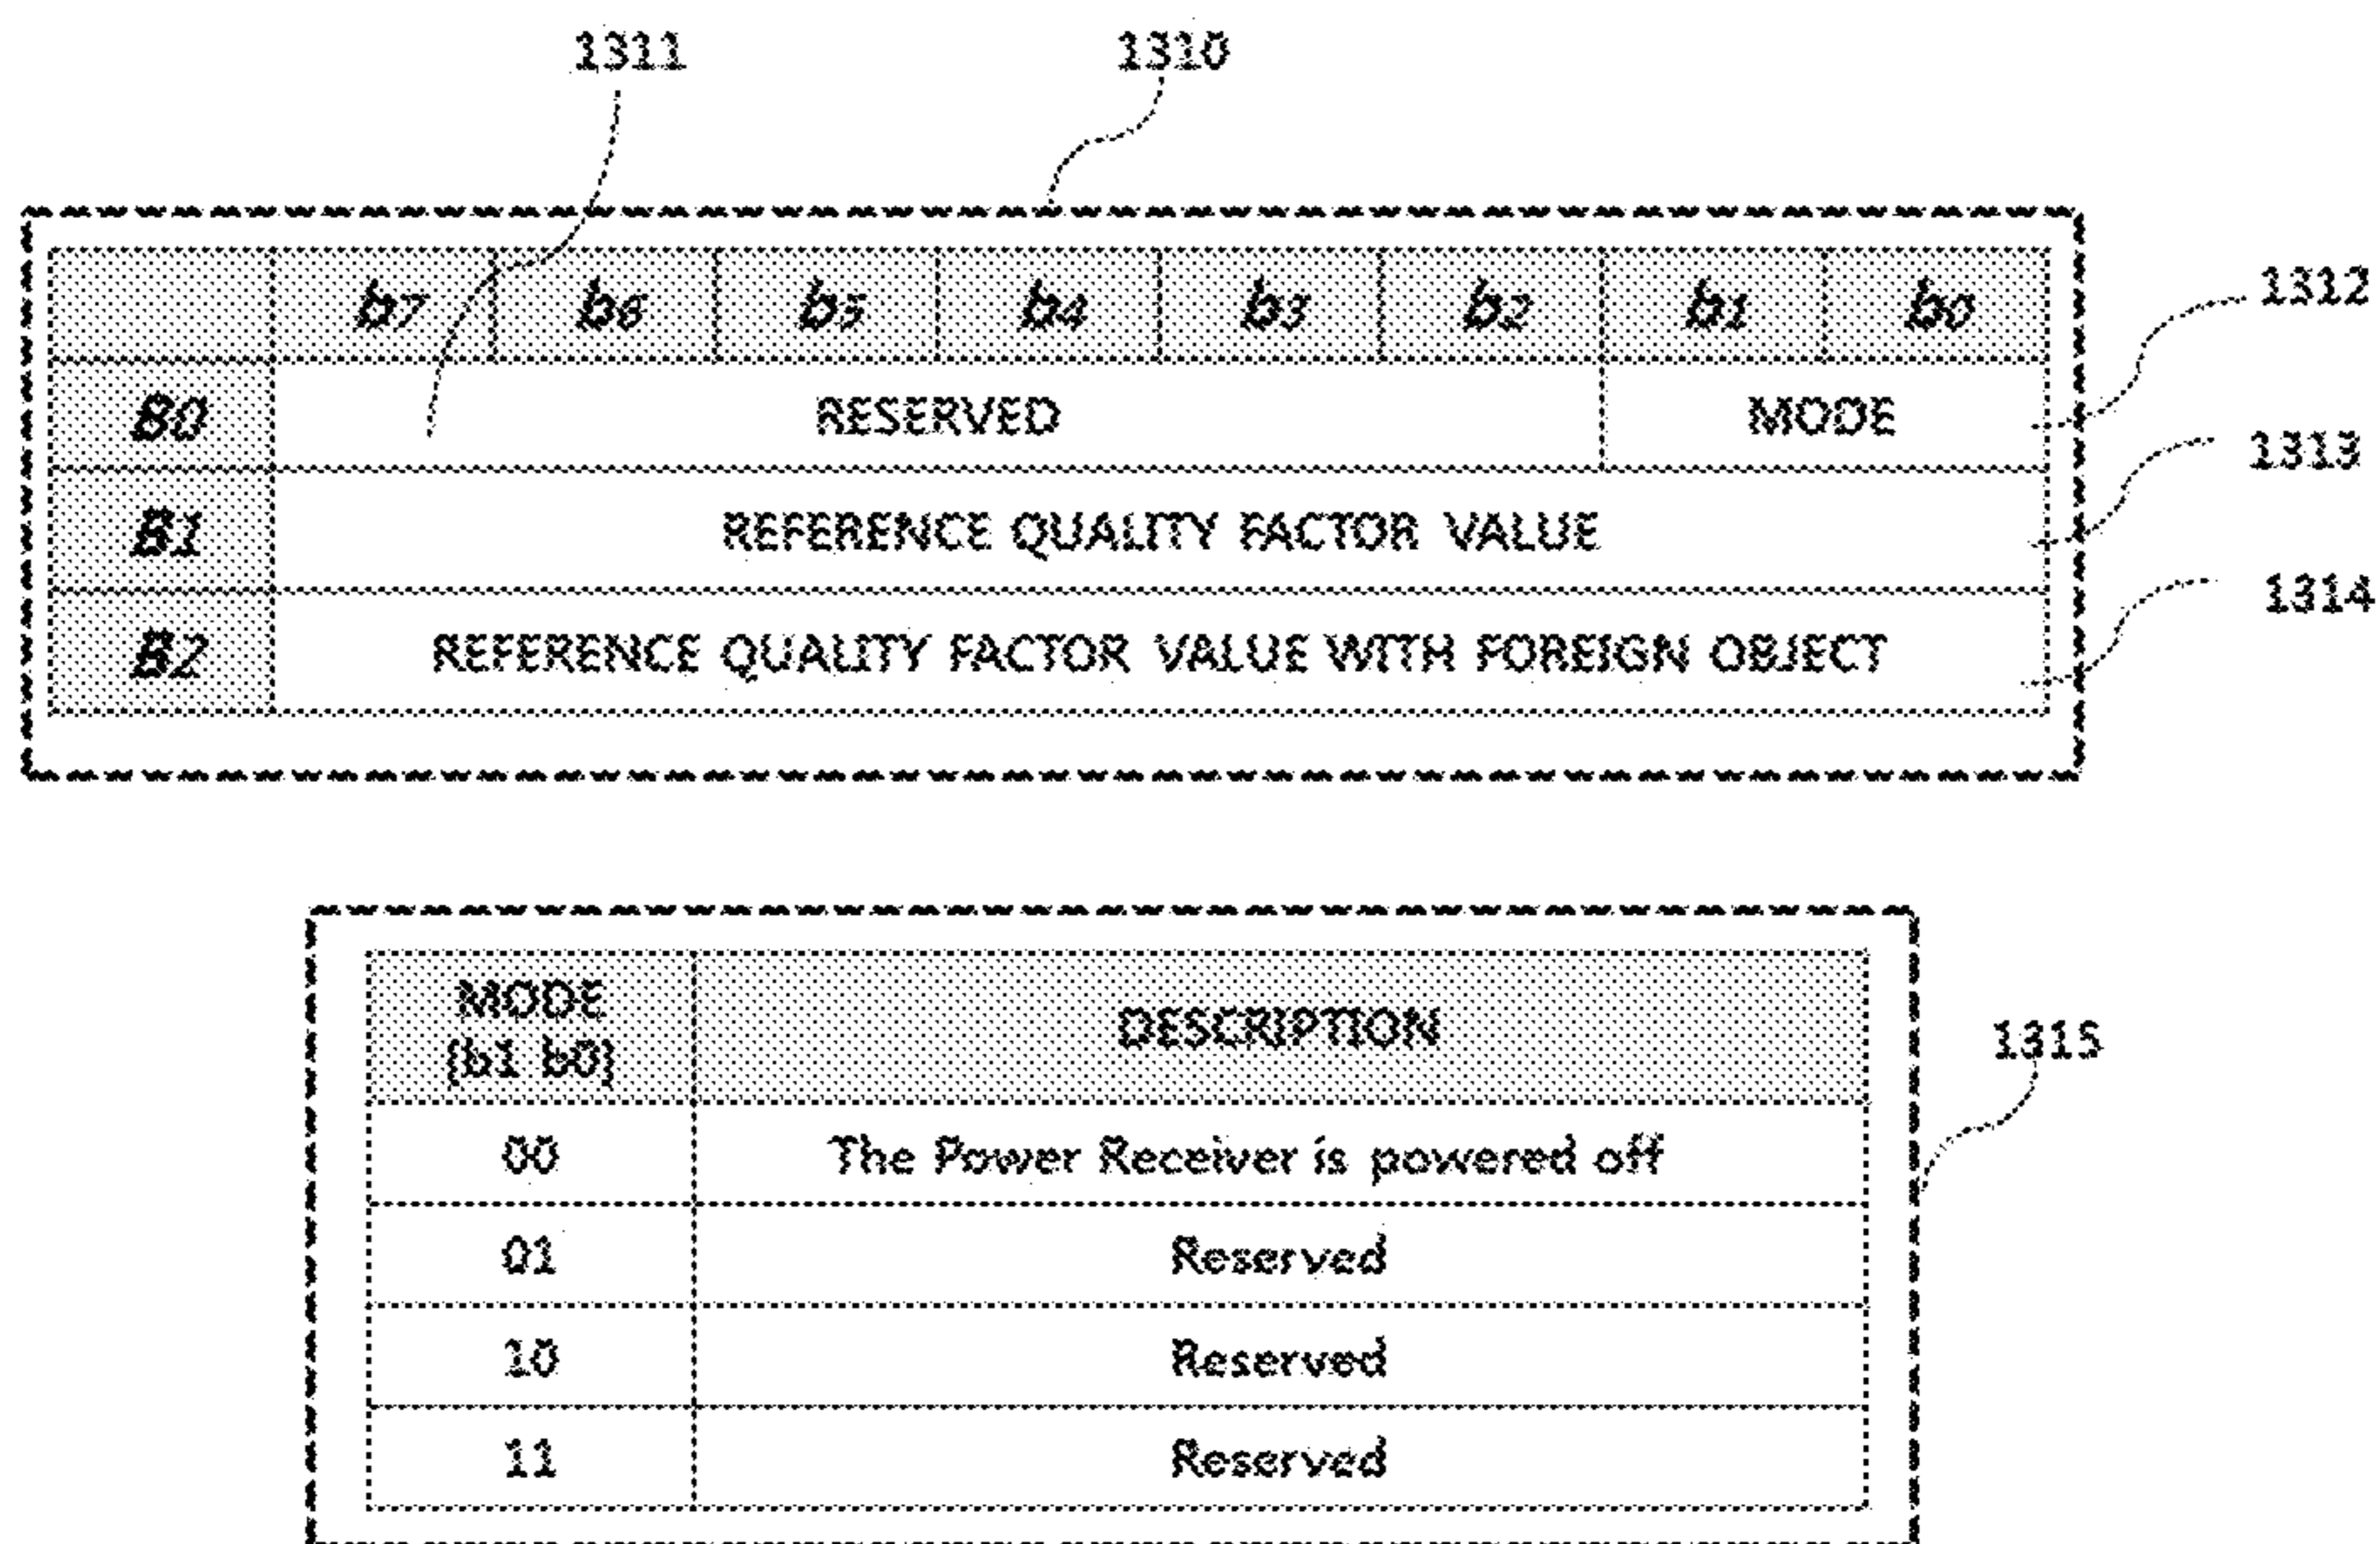 1311 1310
b7 b6 b5 b4 b3 b2 b1 b0
1312
B0 RESERVED MODE
1313
B1 REFERENCE QUALITY FACTOR VALUE
1314
B2 REFERENCE QUALITY FACTOR VALUE WITH FOREIGN OBJECT
MODE
[b1 b0]
DESCRIPTION
1315
00 The Power Receiver is powered off
01 Reserved
10 Reserved
11 Reserved